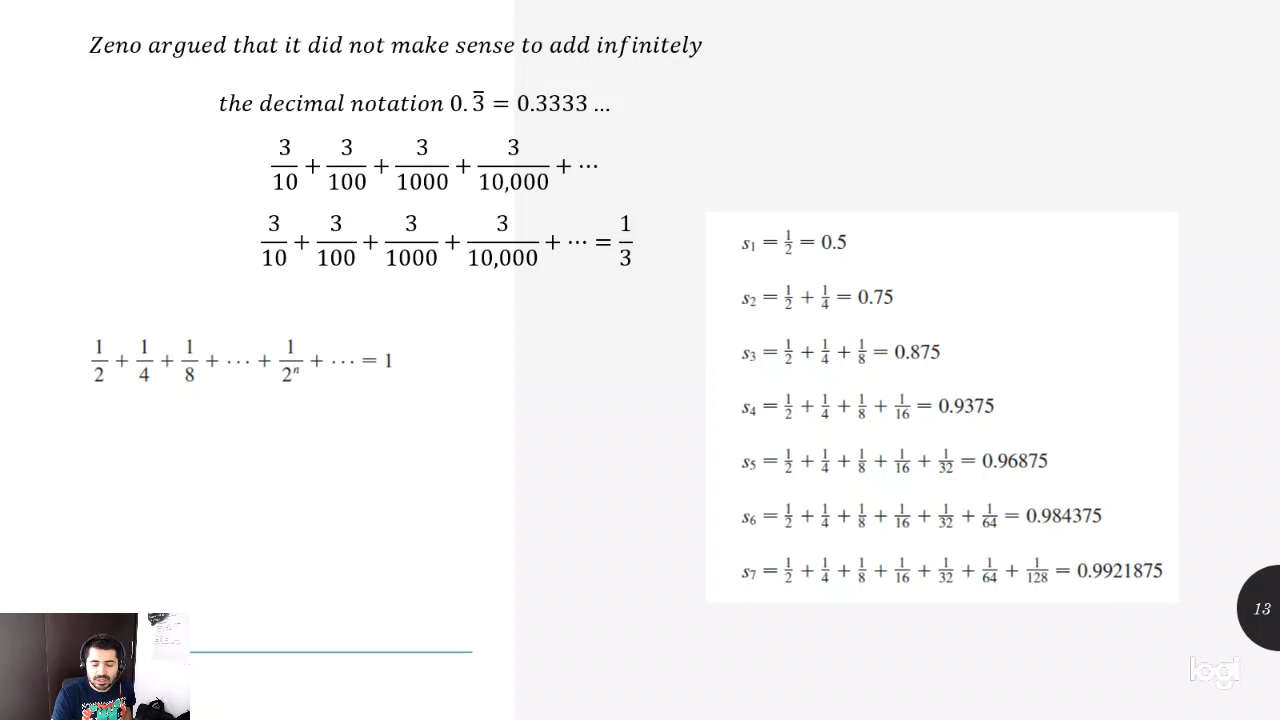 Zeno argued that it did not make sense to add infinitely
the decimal notation 0.3̅ = 0.3333 …
3/10 + 3/100 + 3/1000 + 3/10,000 + ⋯
3/10 + 3/100 + 3/1000 + 3/10,000 + ⋯ = 1/3
1/2 + 1/4 + 1/8 + ⋯ + 1/2ⁿ + ⋯ = 1
s₁ = 1/2 = 0.5
s₂ = 1/2 + 1/4 = 0.75
s₃ = 1/2 + 1/4 + 1/8 = 0.875
s₄ = 1/2 + 1/4 + 1/8 + 1/16 = 0.9375
s₅ = 1/2 + 1/4 + 1/8 + 1/16 + 1/32 = 0.96875
s₆ = 1/2 + 1/4 + 1/8 + 1/16 + 1/32 + 1/64 = 0.984375
s₇ = 1/2 + 1/4 + 1/8 + 1/16 + 1/32 + 1/64 + 1/128 = 0.9921875
13
logi